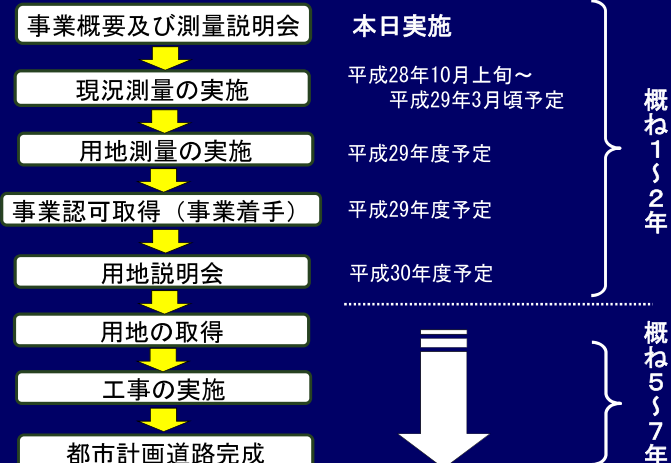 事業概要及び測量説明会
本日実施
現況測量の実施
平成28年10月上旬～
平成29年3月頃予定
用地測量の実施
平成29年度予定
事業認可取得（事業着手）
平成29年度予定
用地説明会
平成30年度予定
概ね1～2年
用地の取得
工事の実施
都市計画道路完成
概ね5～7年